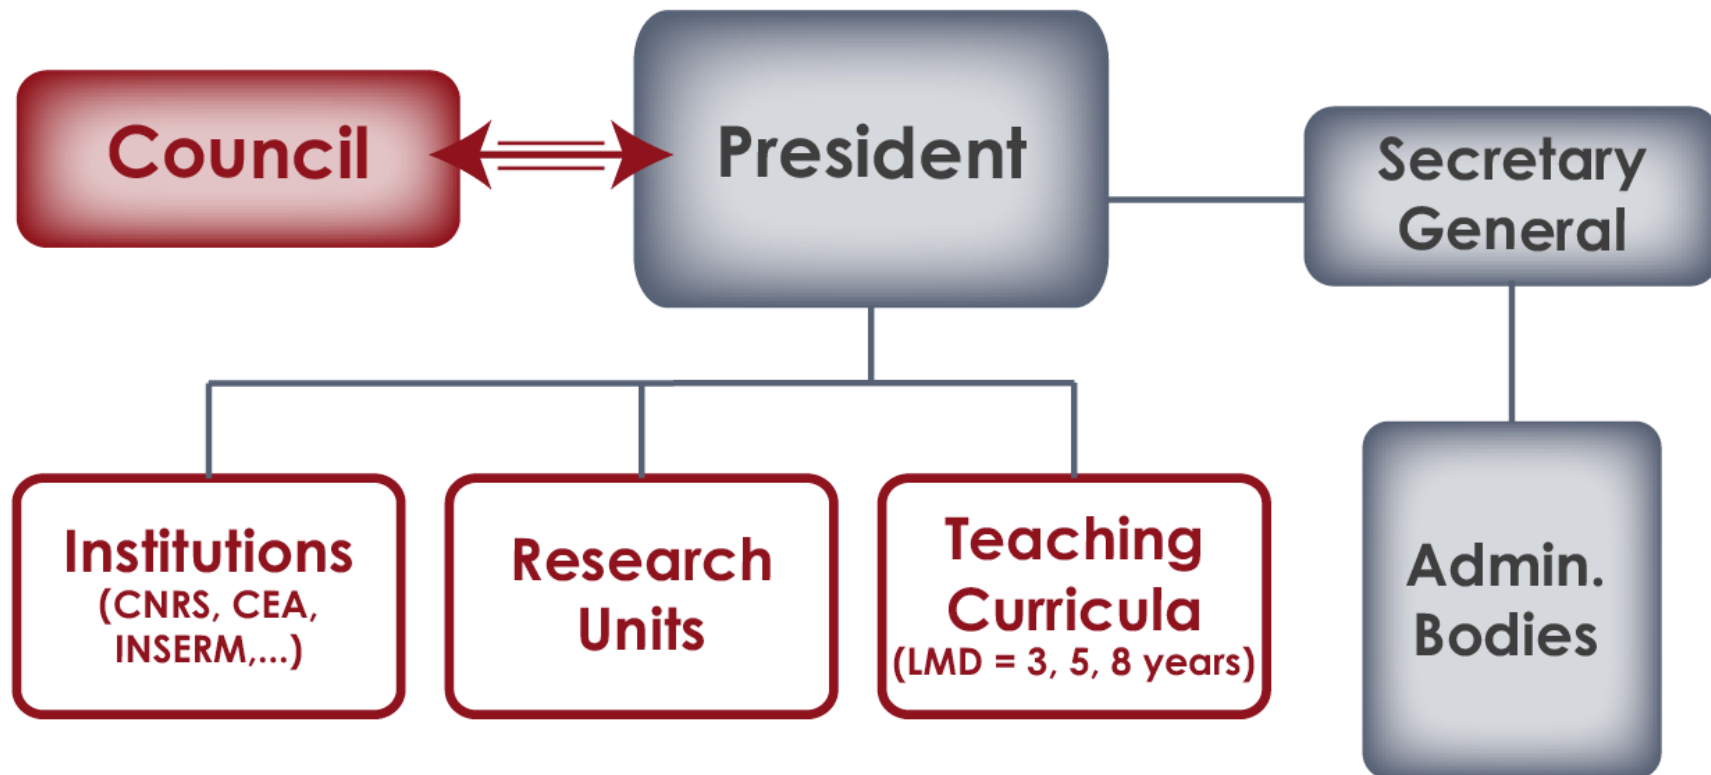 Council
President
Secretary
General
Institutions
(CNRS, CEA,
INSERM,...)
Research
Units
Teaching
Curricula
(LMD = 3, 5, 8 years)
Admin.
Bodies